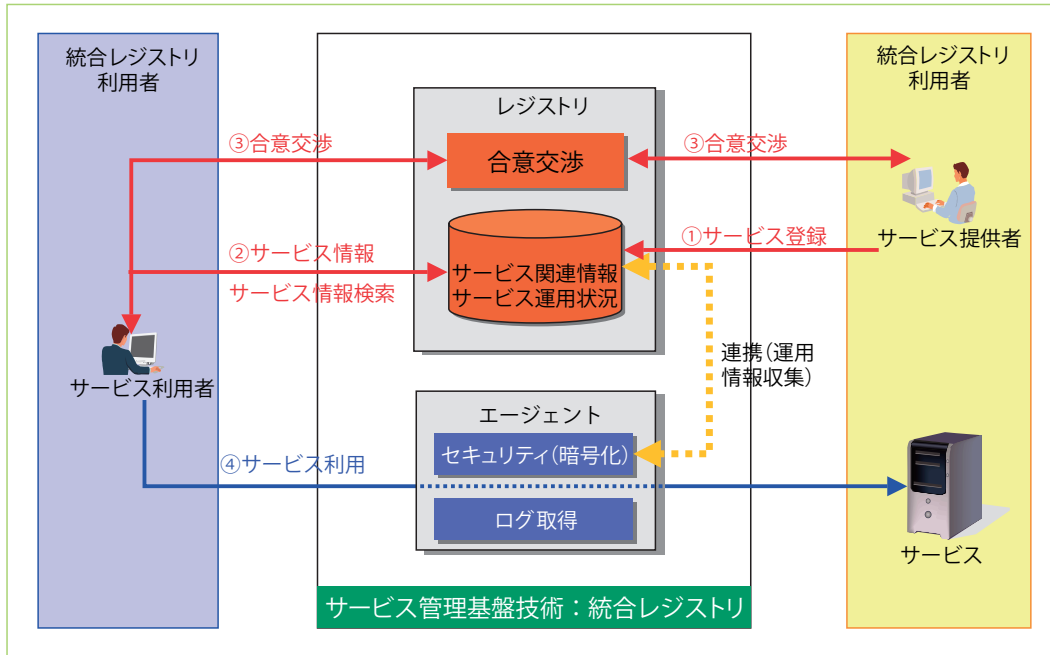 統合レジストリ
利用者
統合レジストリ
利用者
レジストリ
③合意交渉
合意交渉
③合意交渉
サービス提供者
①サービス登録
②サービス情報
サービス情報検索
サービス関連情報
サービス運用状況
連携(運用
情報収集)
サービス利用者
エージェント
セキュリティ(暗号化)
④サービス利用
ログ取得
サービス
サービス管理基盤技術:統合レジストリ